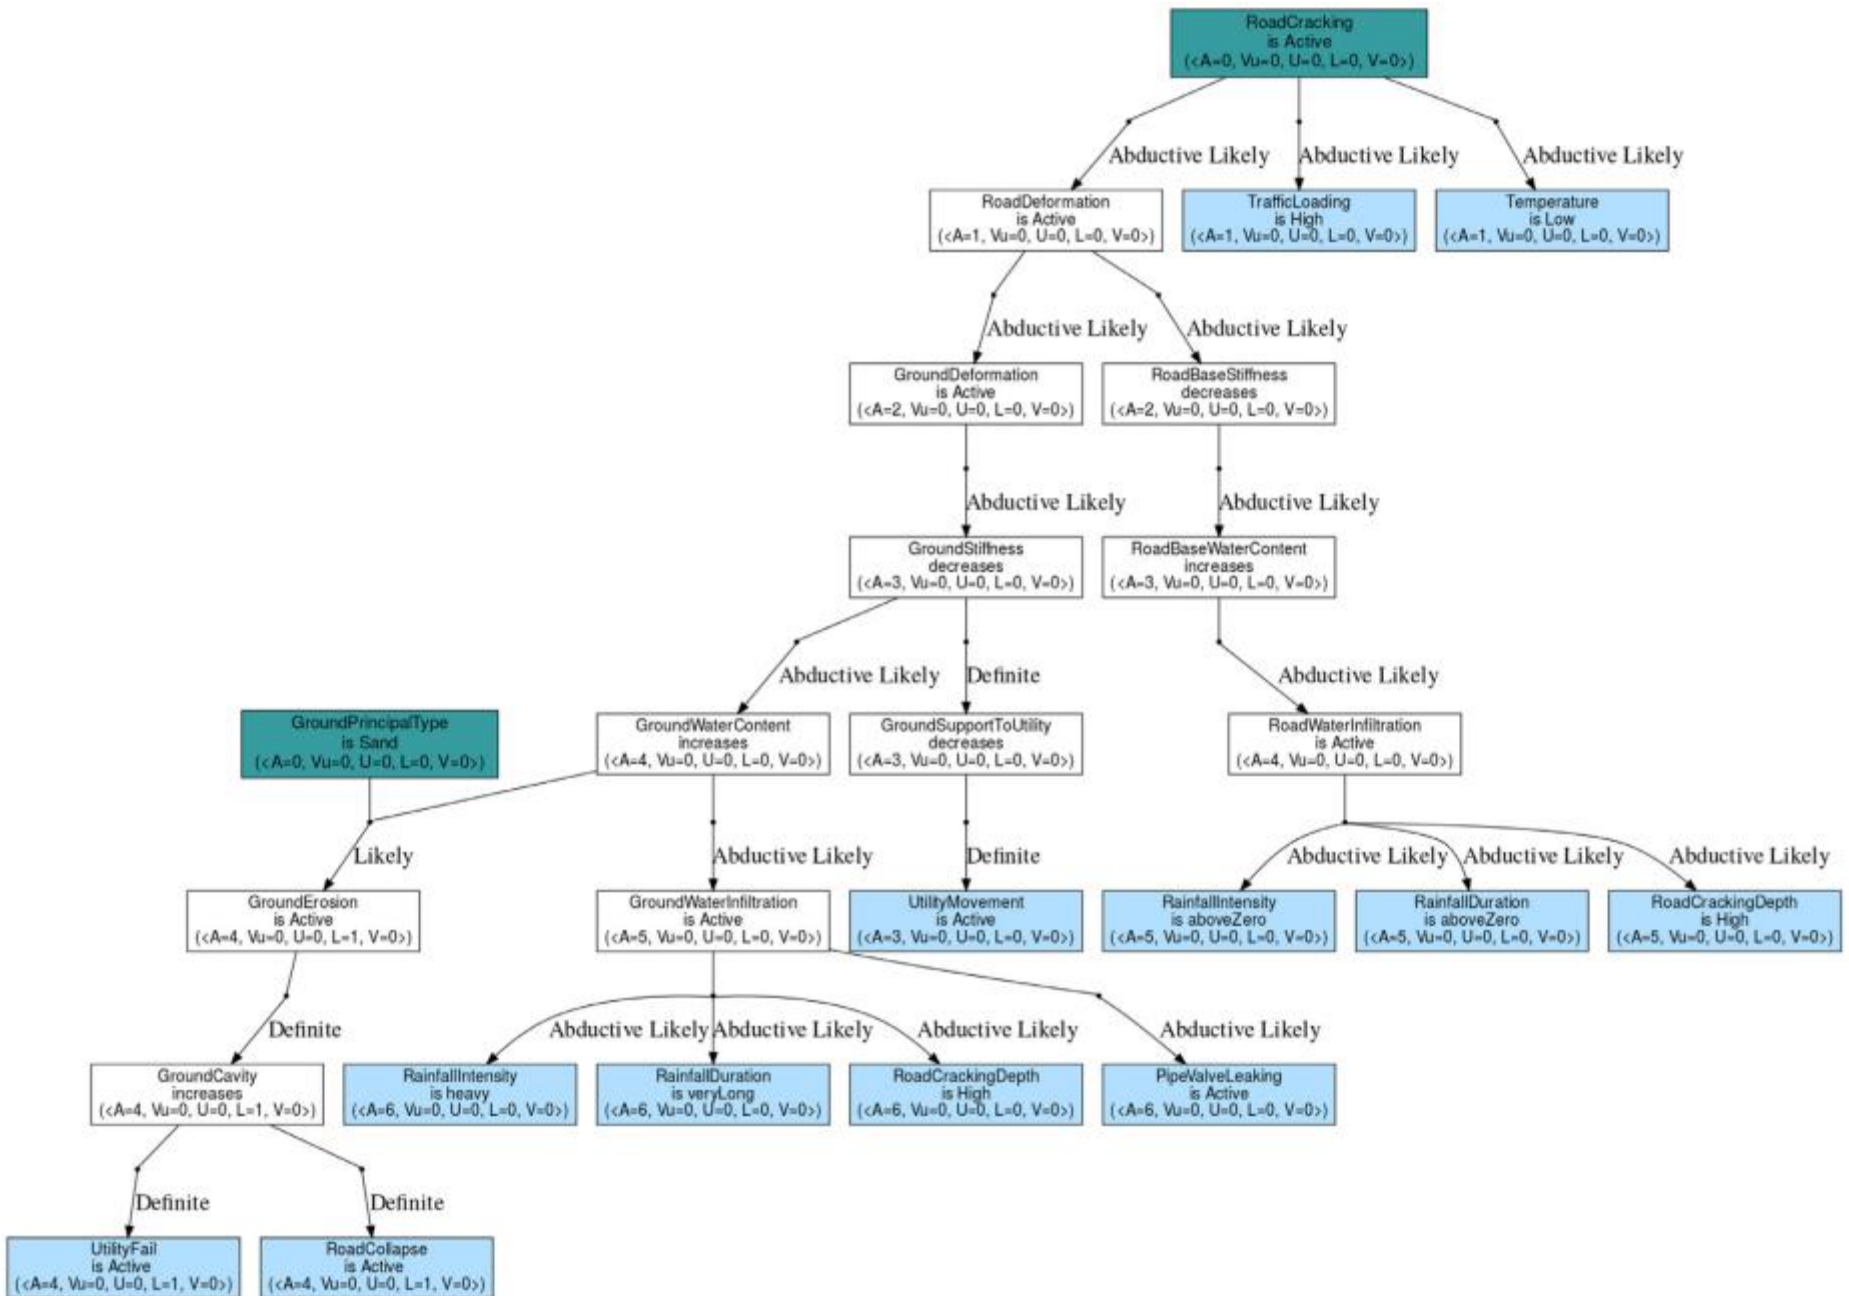 RoadCracking
is Active
(<A=0, Vu=0, U=0, L=0, V=0>)
Abductive Likely
Abductive Likely
Abductive Likely
RoadDeformation
is Active
(<A=1, Vu=0, U=0, L=0, V=0>)
TrafficLoading
is High
(<A=1, Vu=0, U=0, L=0, V=0>)
Temperature
is Low
(<A=1, Vu=0, U=0, L=0, V=0>)
Abductive Likely
Abductive Likely
GroundDeformation
is Active
(<A=2, Vu=0, U=0, L=0, V=0>)
RoadBaseStiffness
decreases
(<A=2, Vu=0, U=0, L=0, V=0>)
Abductive Likely
Abductive Likely
GroundStiffness
decreases
(<A=3, Vu=0, U=0, L=0, V=0>)
RoadBaseWaterContent
increases
(<A=3, Vu=0, U=0, L=0, V=0>)
Abductive Likely
Definite
Abductive Likely
GroundPrincipalType
is Sand
(<A=0, Vu=0, U=0, L=0, V=0>)
GroundWaterContent
increases
(<A=4, Vu=0, U=0, L=0, V=0>)
GroundSupportToUtility
decreases
(<A=3, Vu=0, U=0, L=0, V=0>)
RoadWaterInfiltration
is Active
(<A=4, Vu=0, U=0, L=0, V=0>)
Likely
Abductive Likely
Definite
Abductive Likely
Abductive Likely
Abductive Likely
GroundErosion
is Active
(<A=4, Vu=0, U=0, L=1, V=0>)
GroundWaterInfiltration
is Active
(<A=5, Vu=0, U=0, L=0, V=0>)
UtilityMovement
is Active
(<A=3, Vu=0, U=0, L=0, V=0>)
RainfallIntensity
is aboveZero
(<A=5, Vu=0, U=0, L=0, V=0>)
RainfallDuration
is aboveZero
(<A=5, Vu=0, U=0, L=0, V=0>)
RoadCrackingDepth
is High
(<A=5, Vu=0, U=0, L=0, V=0>)
Definite
Abductive Likely
Abductive Likely
Abductive Likely
Abductive Likely
GroundCavity
increases
(<A=4, Vu=0, U=0, L=1, V=0>)
RainfallIntensity
is heavy
(<A=6, Vu=0, U=0, L=0, V=0>)
RainfallDuration
is veryLong
(<A=6, Vu=0, U=0, L=0, V=0>)
RoadCrackingDepth
is High
(<A=6, Vu=0, U=0, L=0, V=0>)
PipeValveLeaking
is Active
(<A=6, Vu=0, U=0, L=0, V=0>)
Definite
Definite
UtilityFail
is Active
(<A=4, Vu=0, U=0, L=1, V=0>)
RoadCollapse
is Active
(<A=4, Vu=0, U=0, L=1, V=0>)